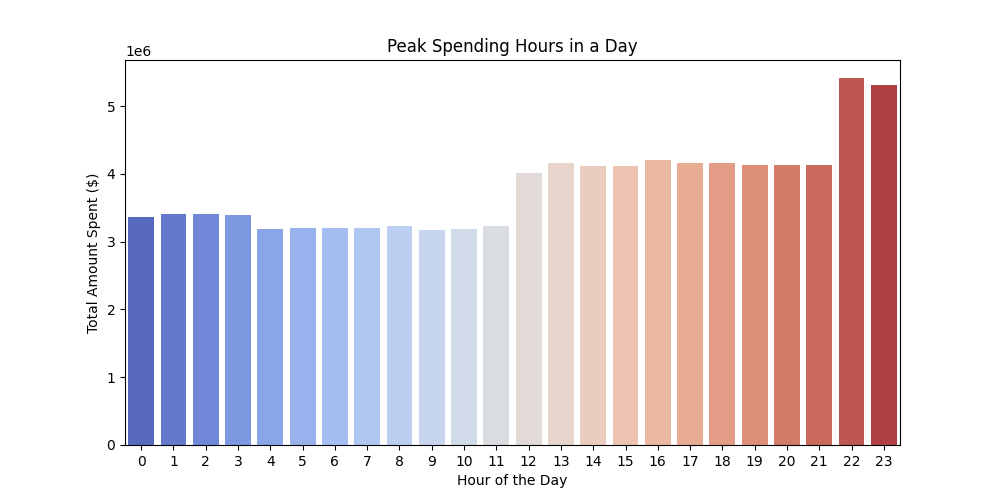 Peak Spending Hours in a Day
1e6
5
4
3
2
1
0
Total Amount Spent ($)
0 1 2 3 4 5 6 7 8 9 10 11 12 13 14 15 16 17 18 19 20 21 22 23
Hour of the Day